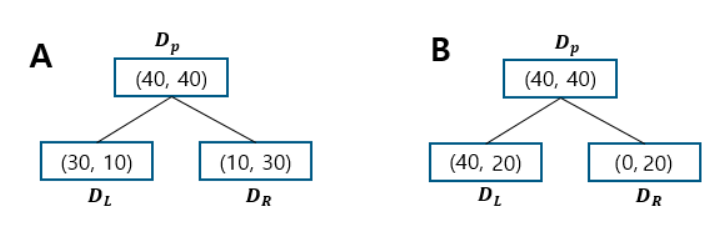 A
D_p
(40, 40)
(30, 10)
(10, 30)
D_L
D_R
B
D_p
(40, 40)
(40, 20)
(0, 20)
D_L
D_R